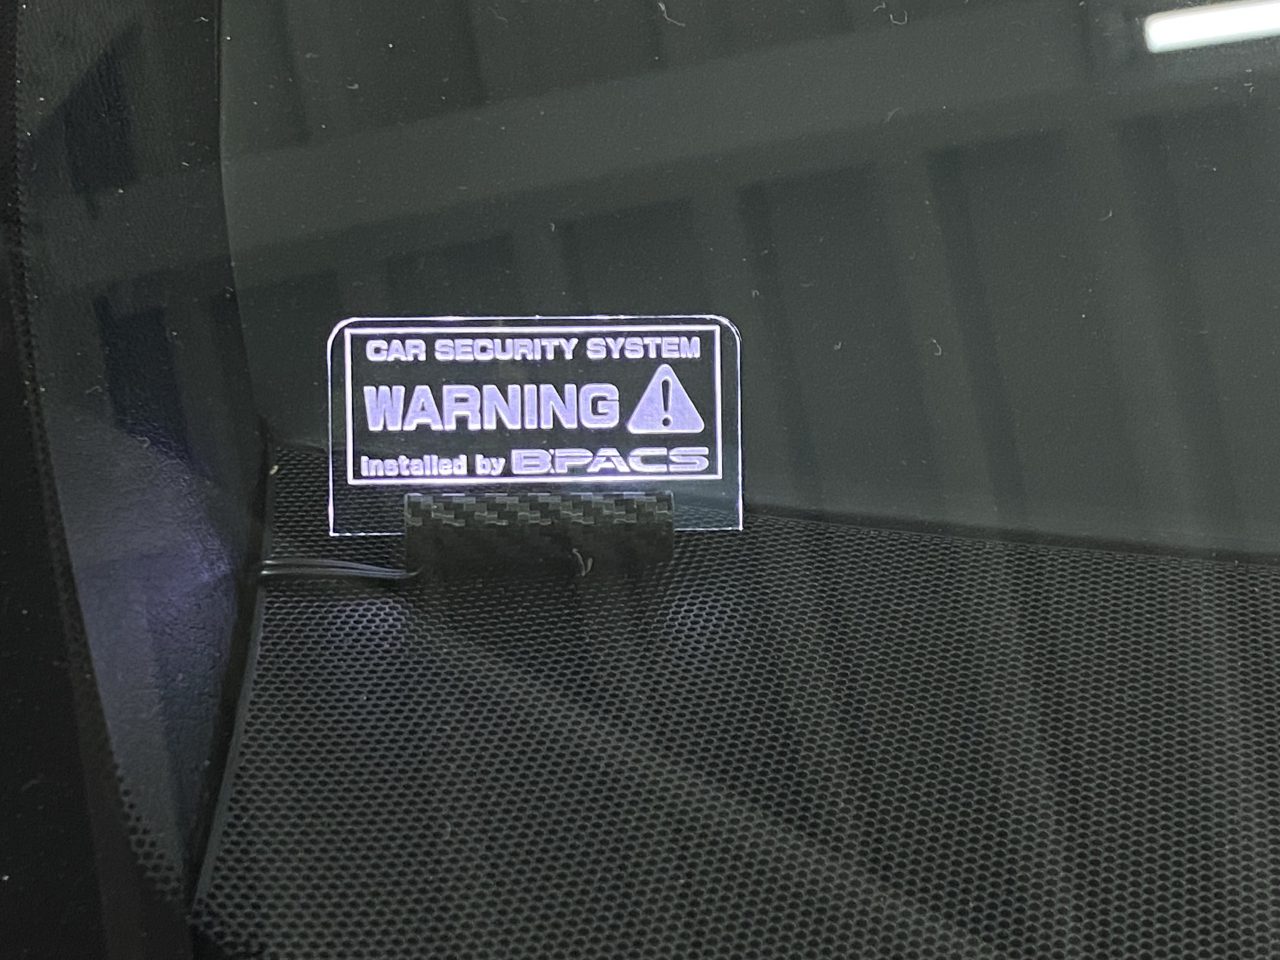 CAR SECURITY SYSTEM
WARNING
installed by B.PACS